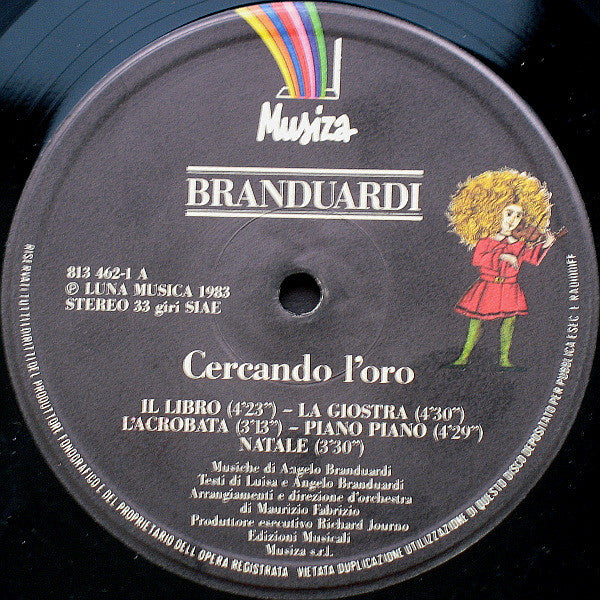 Musiza
BRANDUARDI
813 462-1 A
℗ LUNA MUSICA 1983
STEREO 33 giri SIAE
Cercando l'oro
IL LIBRO (4'23") – LA GIOSTRA (4'30")
L'ACROBATA (3'13") – PIANO PIANO (4'29")
NATALE (3'30")
Musiche di Angelo Branduardi
Testi di Luisa e Angelo Branduardi
Arrangiamenti e direzione d'orchestra
di Maurizio Fabrizio
Produttore esecutivo Richard Journo
Edizioni Musicali
Musiza s.r.l.
RISERVATI TUTTI I DIRITTI DEL PRODUTTORE FONOGRAFICO E DEL PROPRIETARIO DELL'OPERA REGISTRATA VIETATA DUPLICAZIONE UTILIZZAZIONE DI QUESTO DISCO DEPOSITATO PER PUBBLICA ESEC. E RADIODIFF